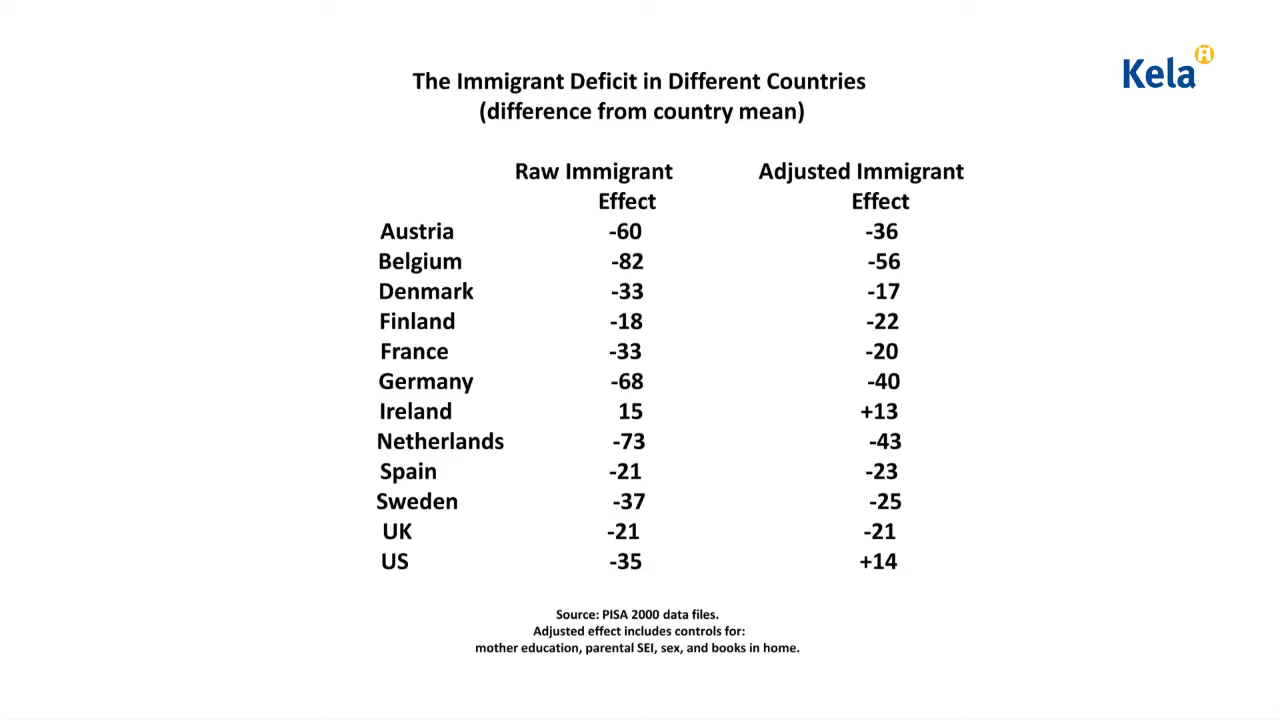 Kela
The Immigrant Deficit in Different Countries
(difference from country mean)
Raw Immigrant Adjusted Immigrant
Effect Effect
Austria -60 -36
Belgium -82 -56
Denmark -33 -17
Finland -18 -22
France -33 -20
Germany -68 -40
Ireland 15 +13
Netherlands -73 -43
Spain -21 -23
Sweden -37 -25
UK -21 -21
US -35 +14
Source: PISA 2000 data files.
Adjusted effect includes controls for:
mother education, parental SEI, sex, and books in home.